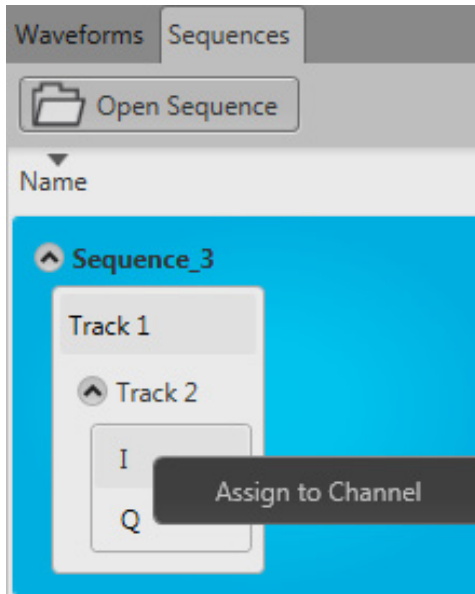 Waveforms Sequences
Open Sequence
Name
Sequence_3
Track 1
Track 2
I
Assign to Channel
Q